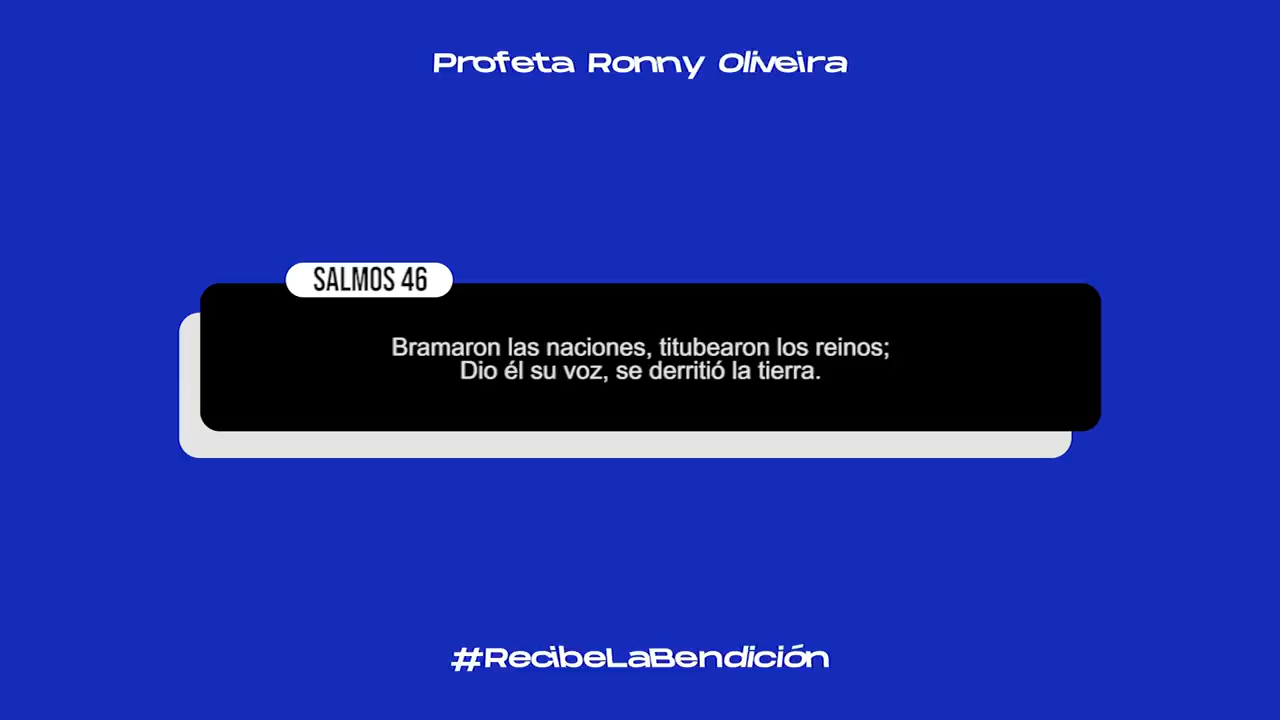 Profeta Ronny Oliveira
SALMOS 46
Bramaron las naciones, titubearon los reinos;
Dio él su voz, se derritió la tierra.
#RecibeLaBendición